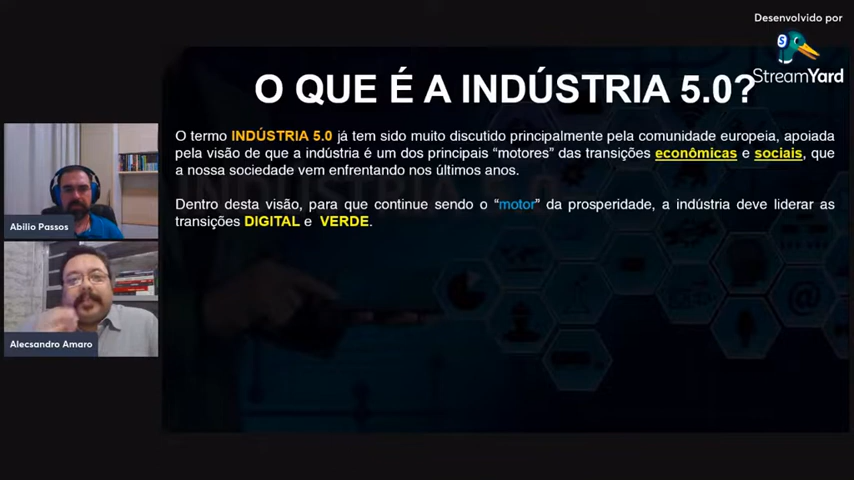 Desenvolvido por
StreamYard
O QUE É A INDÚSTRIA 5.0?
O termo INDÚSTRIA 5.0 já tem sido muito discutido principalmente pela comunidade europeia, apoiada
pela visão de que a indústria é um dos principais “motores” das transições econômicas e sociais, que
a nossa sociedade vem enfrentando nos últimos anos.
Dentro desta visão, para que continue sendo o “motor” da prosperidade, a indústria deve liderar as
transições DIGITAL e VERDE.
Abilio Passos
Alecsandro Amaro